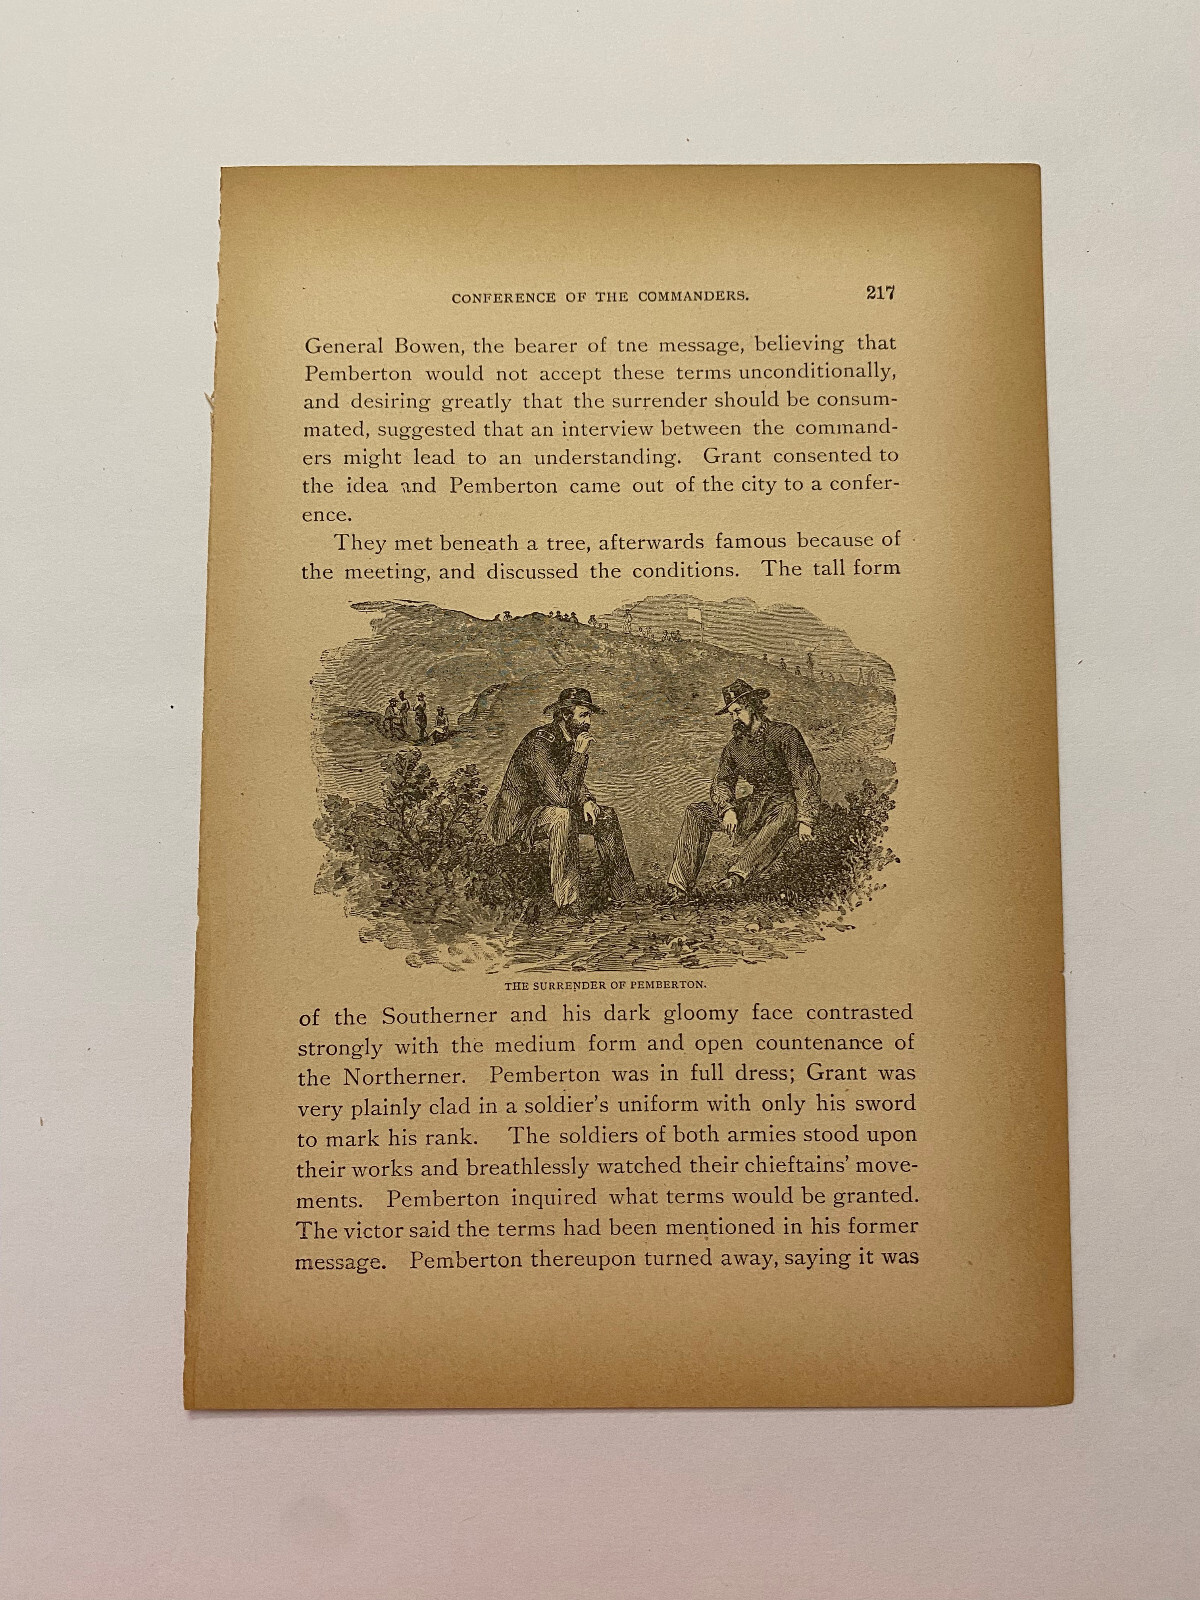 CONFERENCE OF THE COMMANDERS. 217
General Bowen, the bearer of tne message, believing that
Pemberton would not accept these terms unconditionally,
and desiring greatly that the surrender should be consum-
mated, suggested that an interview between the command-
ers might lead to an understanding. Grant consented to
the idea and Pemberton came out of the city to a confer-
ence.
They met beneath a tree, afterwards famous because of
the meeting, and discussed the conditions. The tall form
THE SURRENDER OF PEMBERTON.
of the Southerner and his dark gloomy face contrasted
strongly with the medium form and open countenance of
the Northerner. Pemberton was in full dress; Grant was
very plainly clad in a soldier's uniform with only his sword
to mark his rank. The soldiers of both armies stood upon
their works and breathlessly watched their chieftains' move-
ments. Pemberton inquired what terms would be granted.
The victor said the terms had been mentioned in his former
message. Pemberton thereupon turned away, saying it was